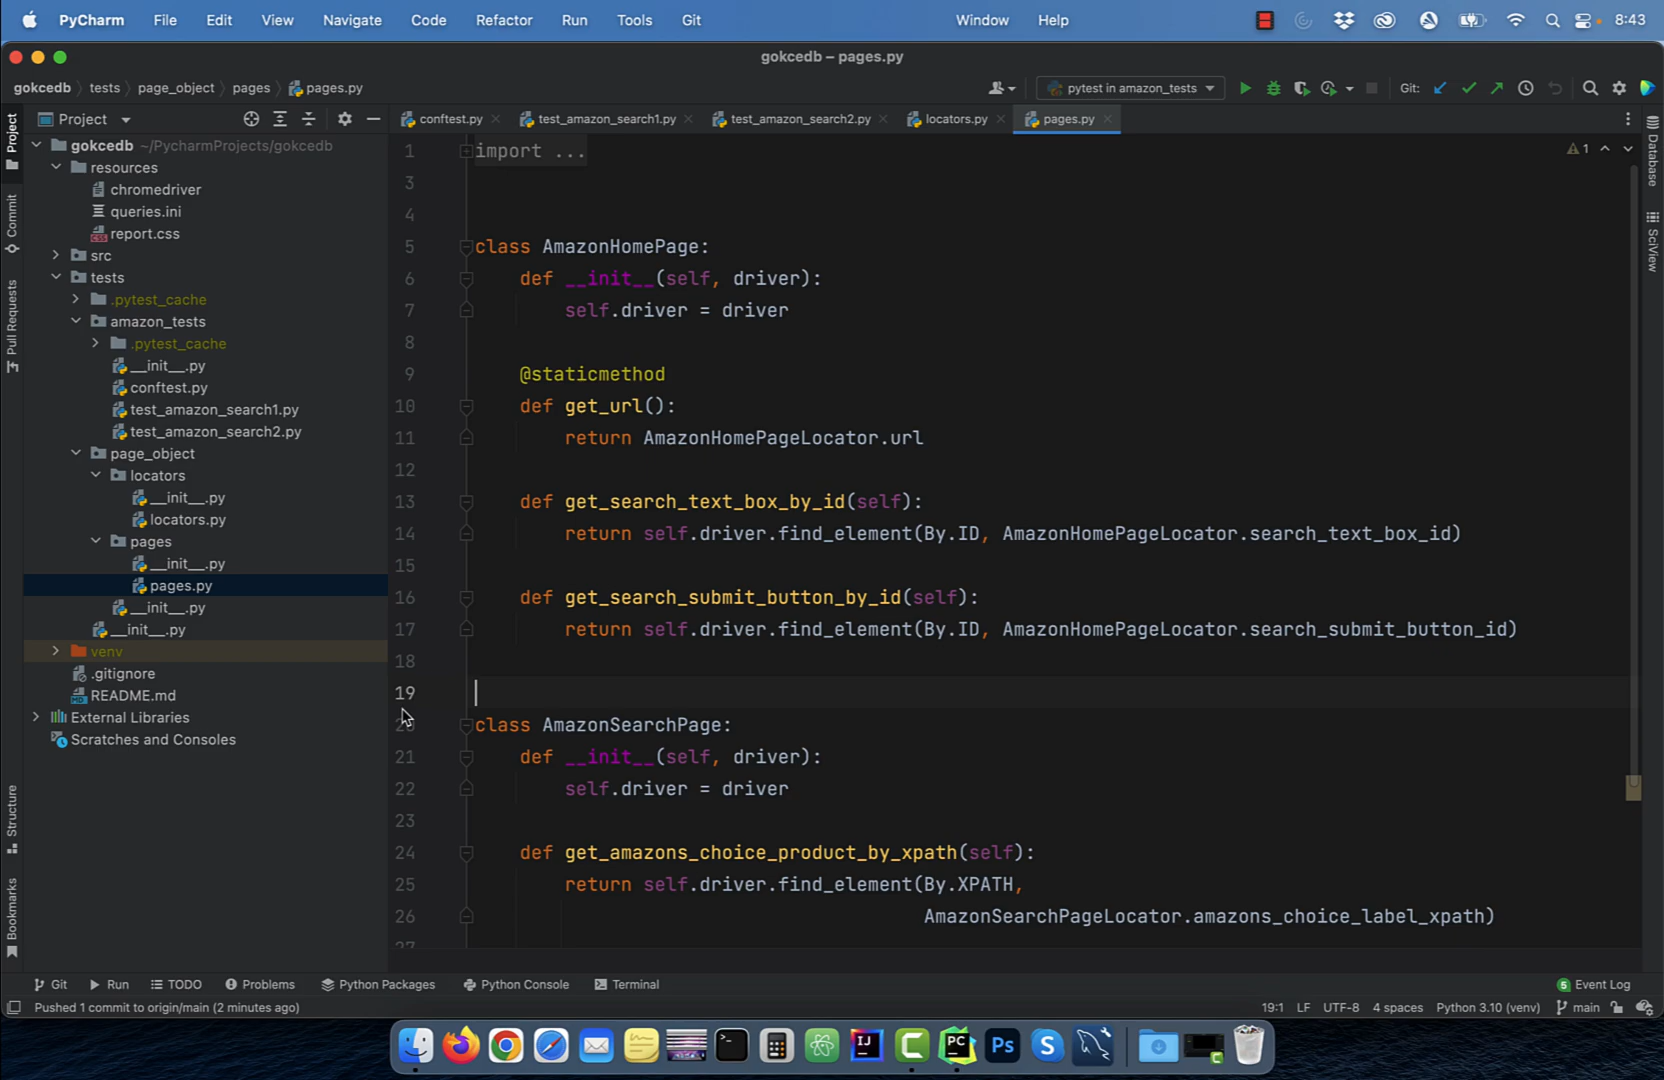 PyCharm File Edit View Navigate Code Refactor Run Tools Git Window Help 8:43
gokcedb – pages.py
gokcedb tests page_object pages pages.py pytest in amazon_tests Git:
Project conftest.py test_amazon_search1.py test_amazon_search2.py locators.py pages.py
Project
Commit
Pull Requests
Structure
Bookmarks
gokcedb ~/PycharmProjects/gokcedb
resources
chromedriver
queries.ini
report.css
src
tests
.pytest_cache
amazon_tests
.pytest_cache
__init__.py
conftest.py
test_amazon_search1.py
test_amazon_search2.py
page_object
locators
__init__.py
locators.py
pages
__init__.py
pages.py
__init__.py
__init__.py
venv
.gitignore
README.md
External Libraries
Scratches and Consoles
1 import ... 1
3
4
5 class AmazonHomePage:
6 def __init__(self, driver):
7 self.driver = driver
8
9 @staticmethod
10 def get_url():
11 return AmazonHomePageLocator.url
12
13 def get_search_text_box_by_id(self):
14 return self.driver.find_element(By.ID, AmazonHomePageLocator.search_text_box_id)
15
16 def get_search_submit_button_by_id(self):
17 return self.driver.find_element(By.ID, AmazonHomePageLocator.search_submit_button_id)
18
19
20 class AmazonSearchPage:
21 def __init__(self, driver):
22 self.driver = driver
23
24 def get_amazons_choice_product_by_xpath(self):
25 return self.driver.find_element(By.XPATH,
26 AmazonSearchPageLocator.amazons_choice_label_xpath)
27
Database
SciView
Git Run TODO Problems Python Packages Python Console Terminal 5 Event Log
Pushed 1 commit to origin/main (2 minutes ago) 19:1 LF UTF-8 4 spaces Python 3.10 (venv) main
IJ PC Ps